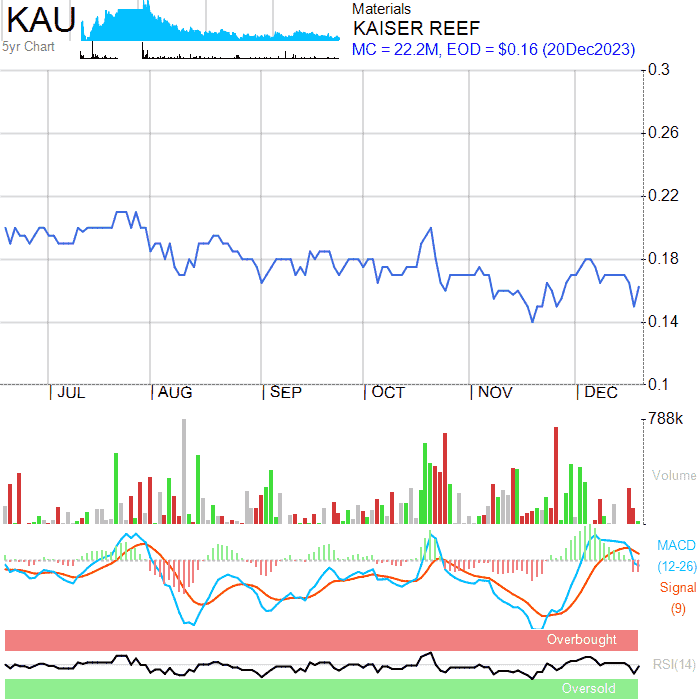 KAU
5yr Chart
Materials
KAISER REEF
MC = 22.2M, EOD = $0.16 (20Dec2023)
0.3
0.26
0.22
0.18
0.14
0.1
JUL AUG SEP OCT NOV DEC
788k
Volume
MACD
(12-26)
Signal
(9)
Overbought
RSI(14)
Oversold